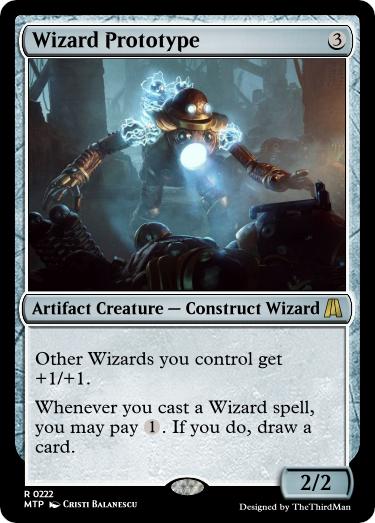 Wizard Prototype 3
Artifact Creature — Construct Wizard
Other Wizards you control get
+1/+1.
Whenever you cast a Wizard spell,
you may pay 1. If you do, draw a
card.
2/2
R 0222
MTP Cristi Balanescu
Designed by TheThirdMan